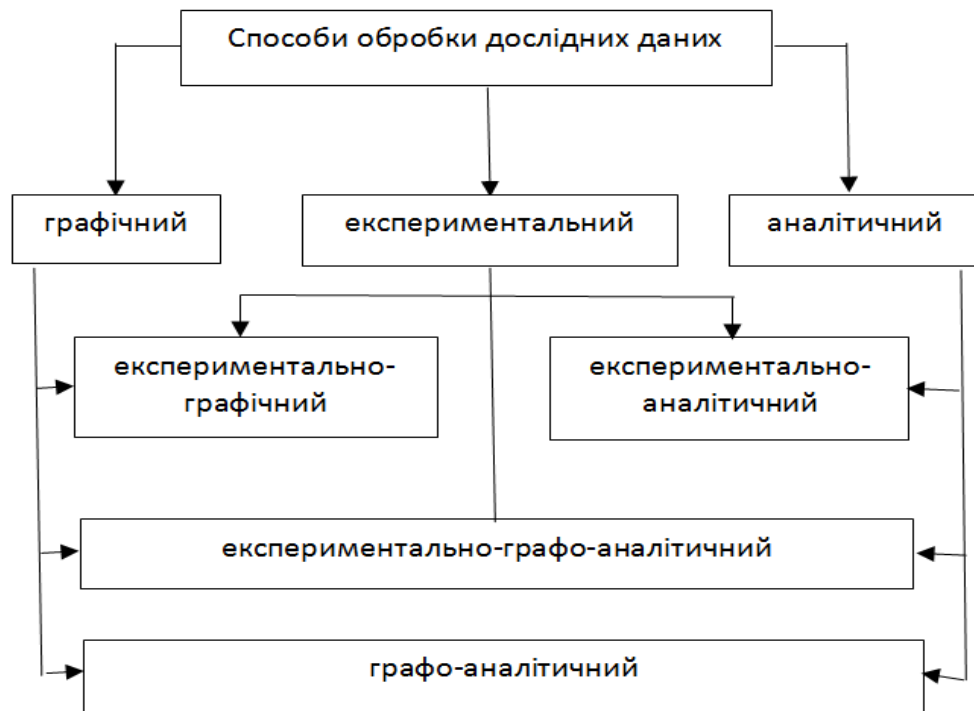 Способи обробки дослідних даних
графічний
експериментальний
аналітичний
експериментально-
графічний
експериментально-
аналітичний
експериментально-графо-аналітичний
графо-аналітичний